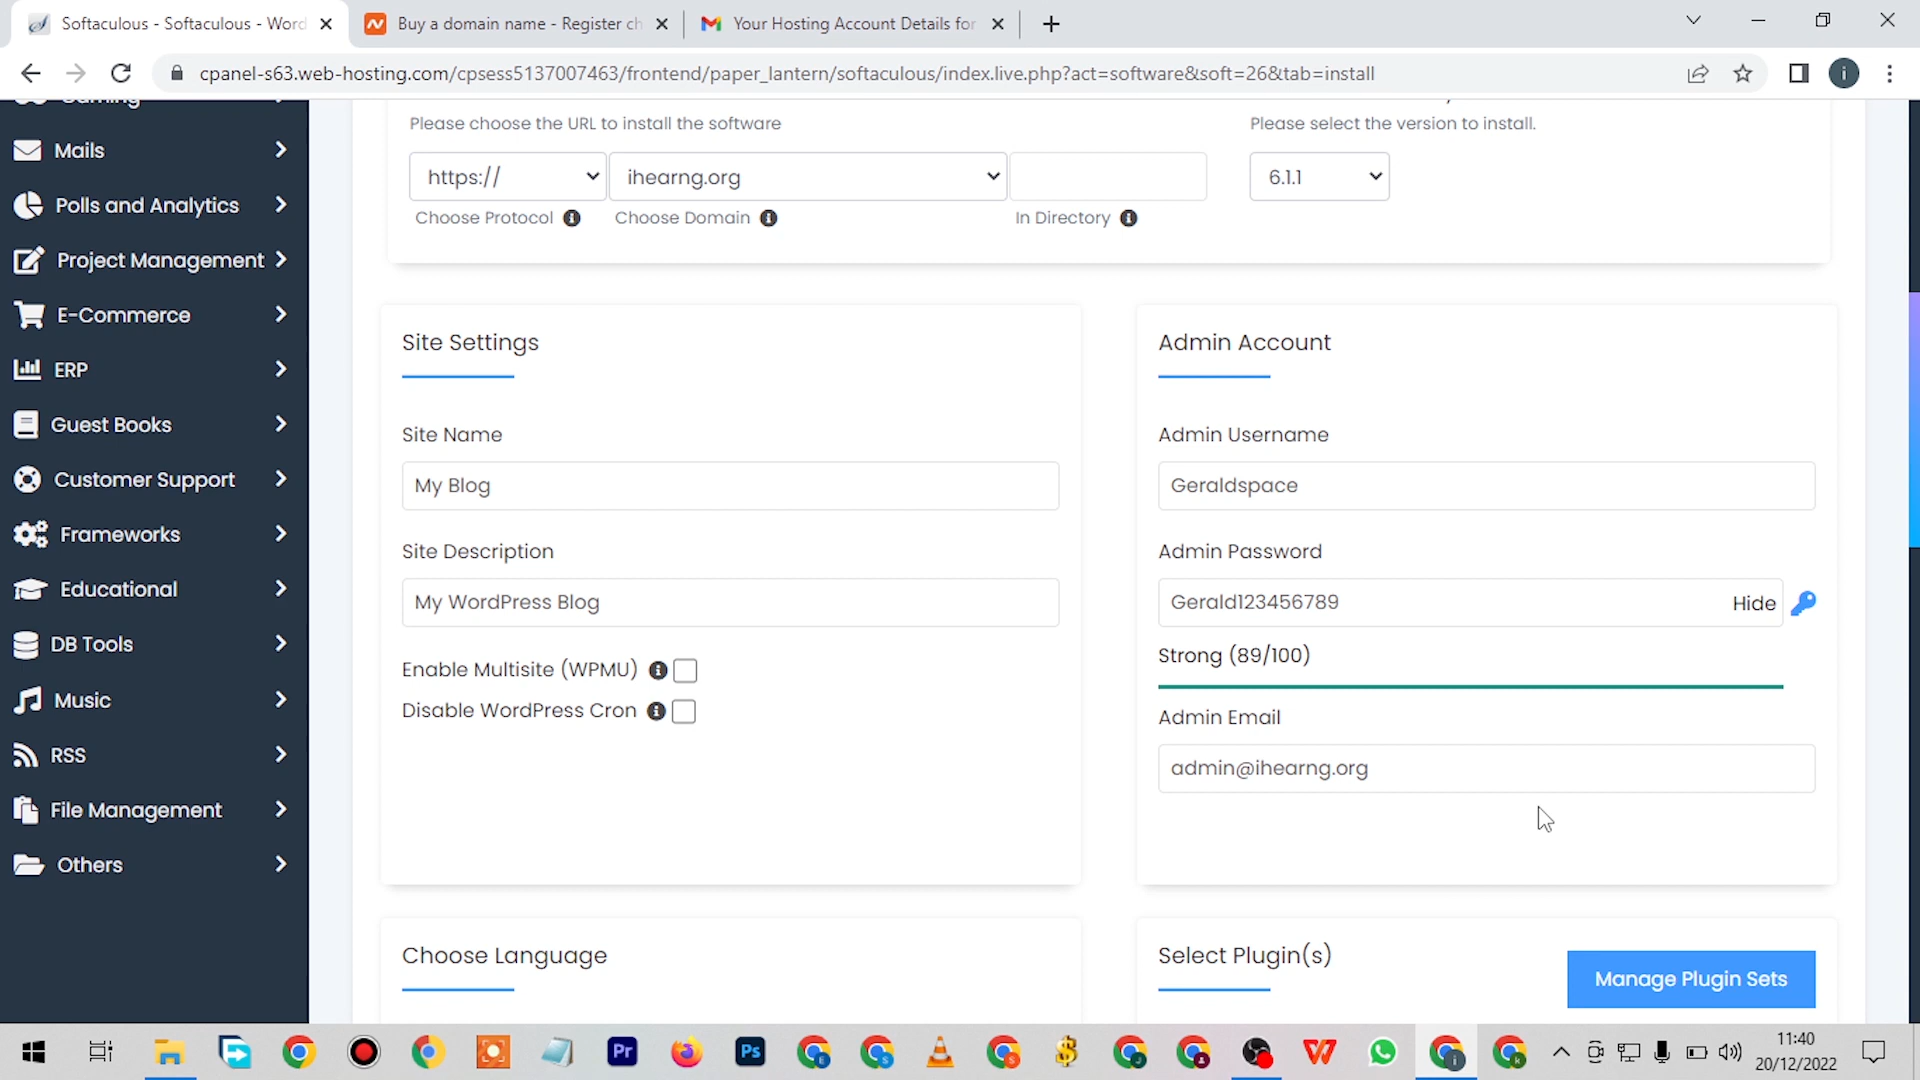 Softaculous - Softaculous - Word
Buy a domain name - Register ch
Your Hosting Account Details for
cpanel-s63.web-hosting.com/cpsess5137007463/frontend/paper_lantern/softaculous/index.live.php?act=software&soft=26&tab=install
Gaming
Mails
Polls and Analytics
Project Management
E-Commerce
ERP
Guest Books
Customer Support
Frameworks
Educational
DB Tools
Music
RSS
File Management
Others
Please choose the URL to install the software
Please select the version to install.
https://
ihearng.org
6.1.1
Choose Protocol
Choose Domain
In Directory
Site Settings
Site Name
My Blog
Site Description
My WordPress Blog
Enable Multisite (WPMU)
Disable WordPress Cron
Admin Account
Admin Username
Geraldspace
Admin Password
Gerald123456789
Hide
Strong (89/100)
Admin Email
admin@ihearng.org
Choose Language
Select Plugin(s)
Manage Plugin Sets
11:40
20/12/2022